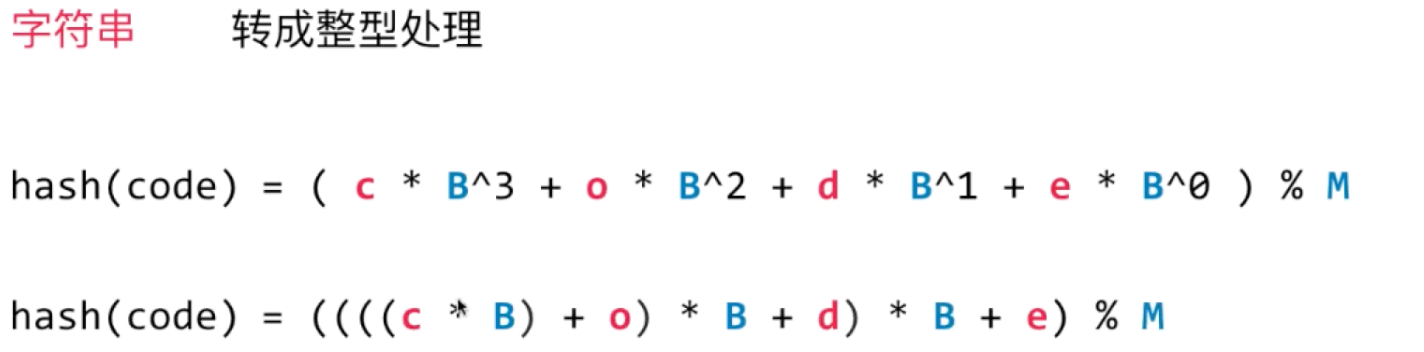 字符串 转成整型处理
hash(code) = ( c * B^3 + o * B^2 + d * B^1 + e * B^0 ) % M
hash(code) = ((((c * B) + o) * B + d) * B + e) % M